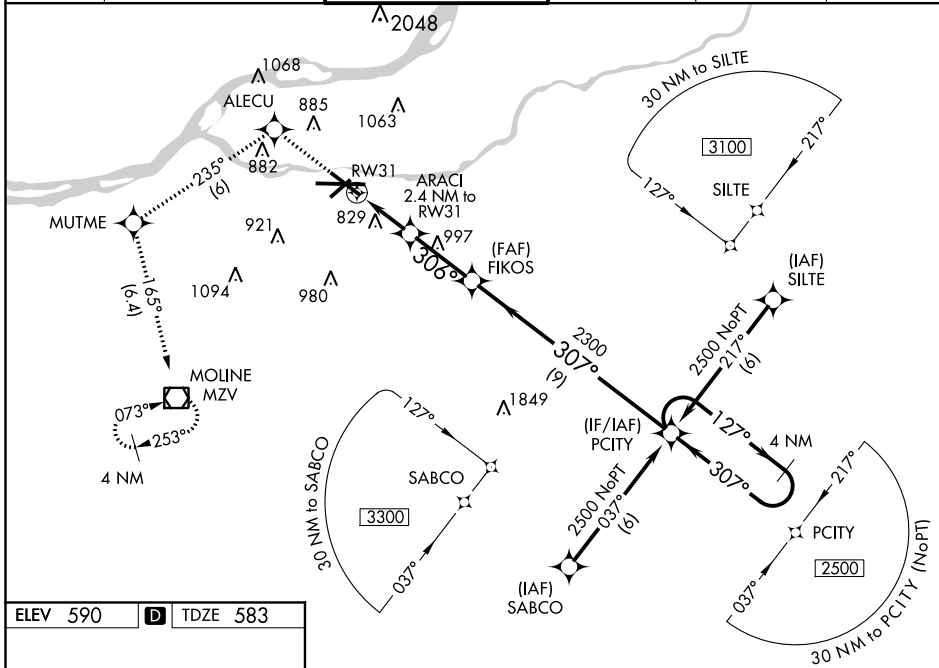 2048
1068
ALECU
885
1063
882
235°
(6)
RW31
ARACI
2.4 NM to
RW31
829
997
MUTME
921
306°
(FAF)
FIKOS
1094
980
165°
(6.4)
MOLINE
MZV
073°
253°
4 NM
30 NM to SILTE
3100
217°
127°
SILTE
(IAF)
SILTE
2500 NoPT
217°
(6)
2300
307°
(9)
1849
(IF/IAF)
PCITY
127°
4 NM
307°
30 NM to SABCO
127°
SABCO
3300
037°
2500 NoPT
037°
(6)
(IAF)
SABCO
217°
PCITY
037°
2500
30 NM to PCITY (NoPT)
ELEV 590 D TDZE 583